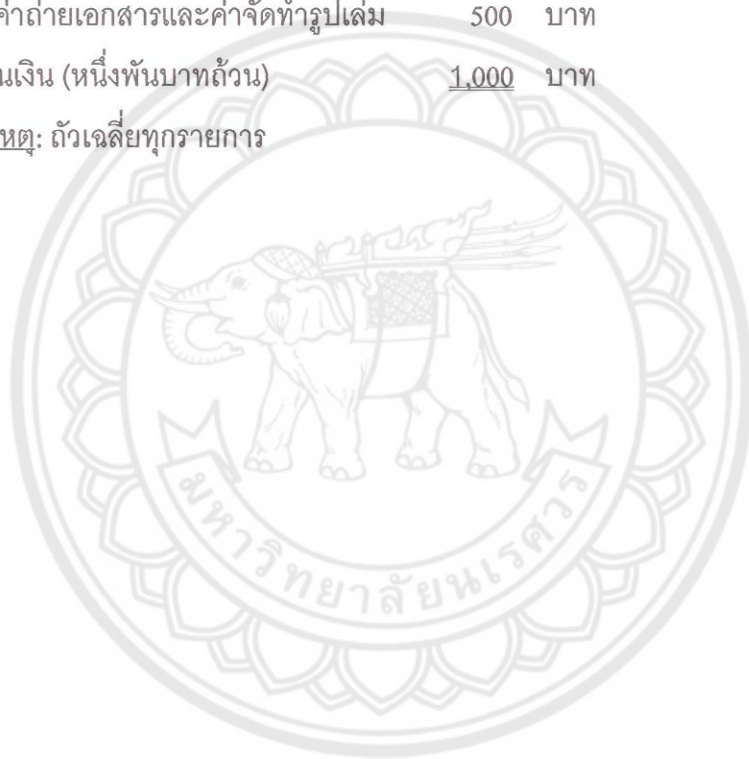 ค่าถ่ายเอกสารและค่าจัดทำรูปเล่ม 500 บาท
นเงิน (หนึ่งพันบาทถ้วน) 1,000 บาท
หตุ: ถัวเฉลี่ยทุกรายการ
มหาวิทยาลัยนเรศวร